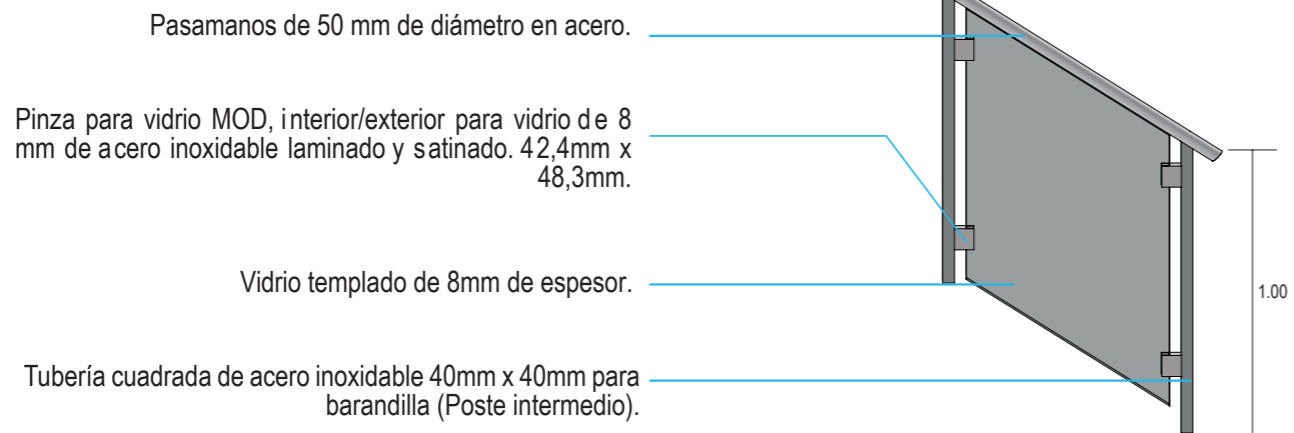 Pasamanos de 50 mm de diámetro en acero.
Pinza para vidrio MOD, interior/exterior para vidrio de 8
mm de acero inoxidable laminado y satinado. 42,4mm x
48,3mm.
Vidrio templado de 8mm de espesor.
1.00
Tubería cuadrada de acero inoxidable 40mm x 40mm para
barandilla (Poste intermedio).